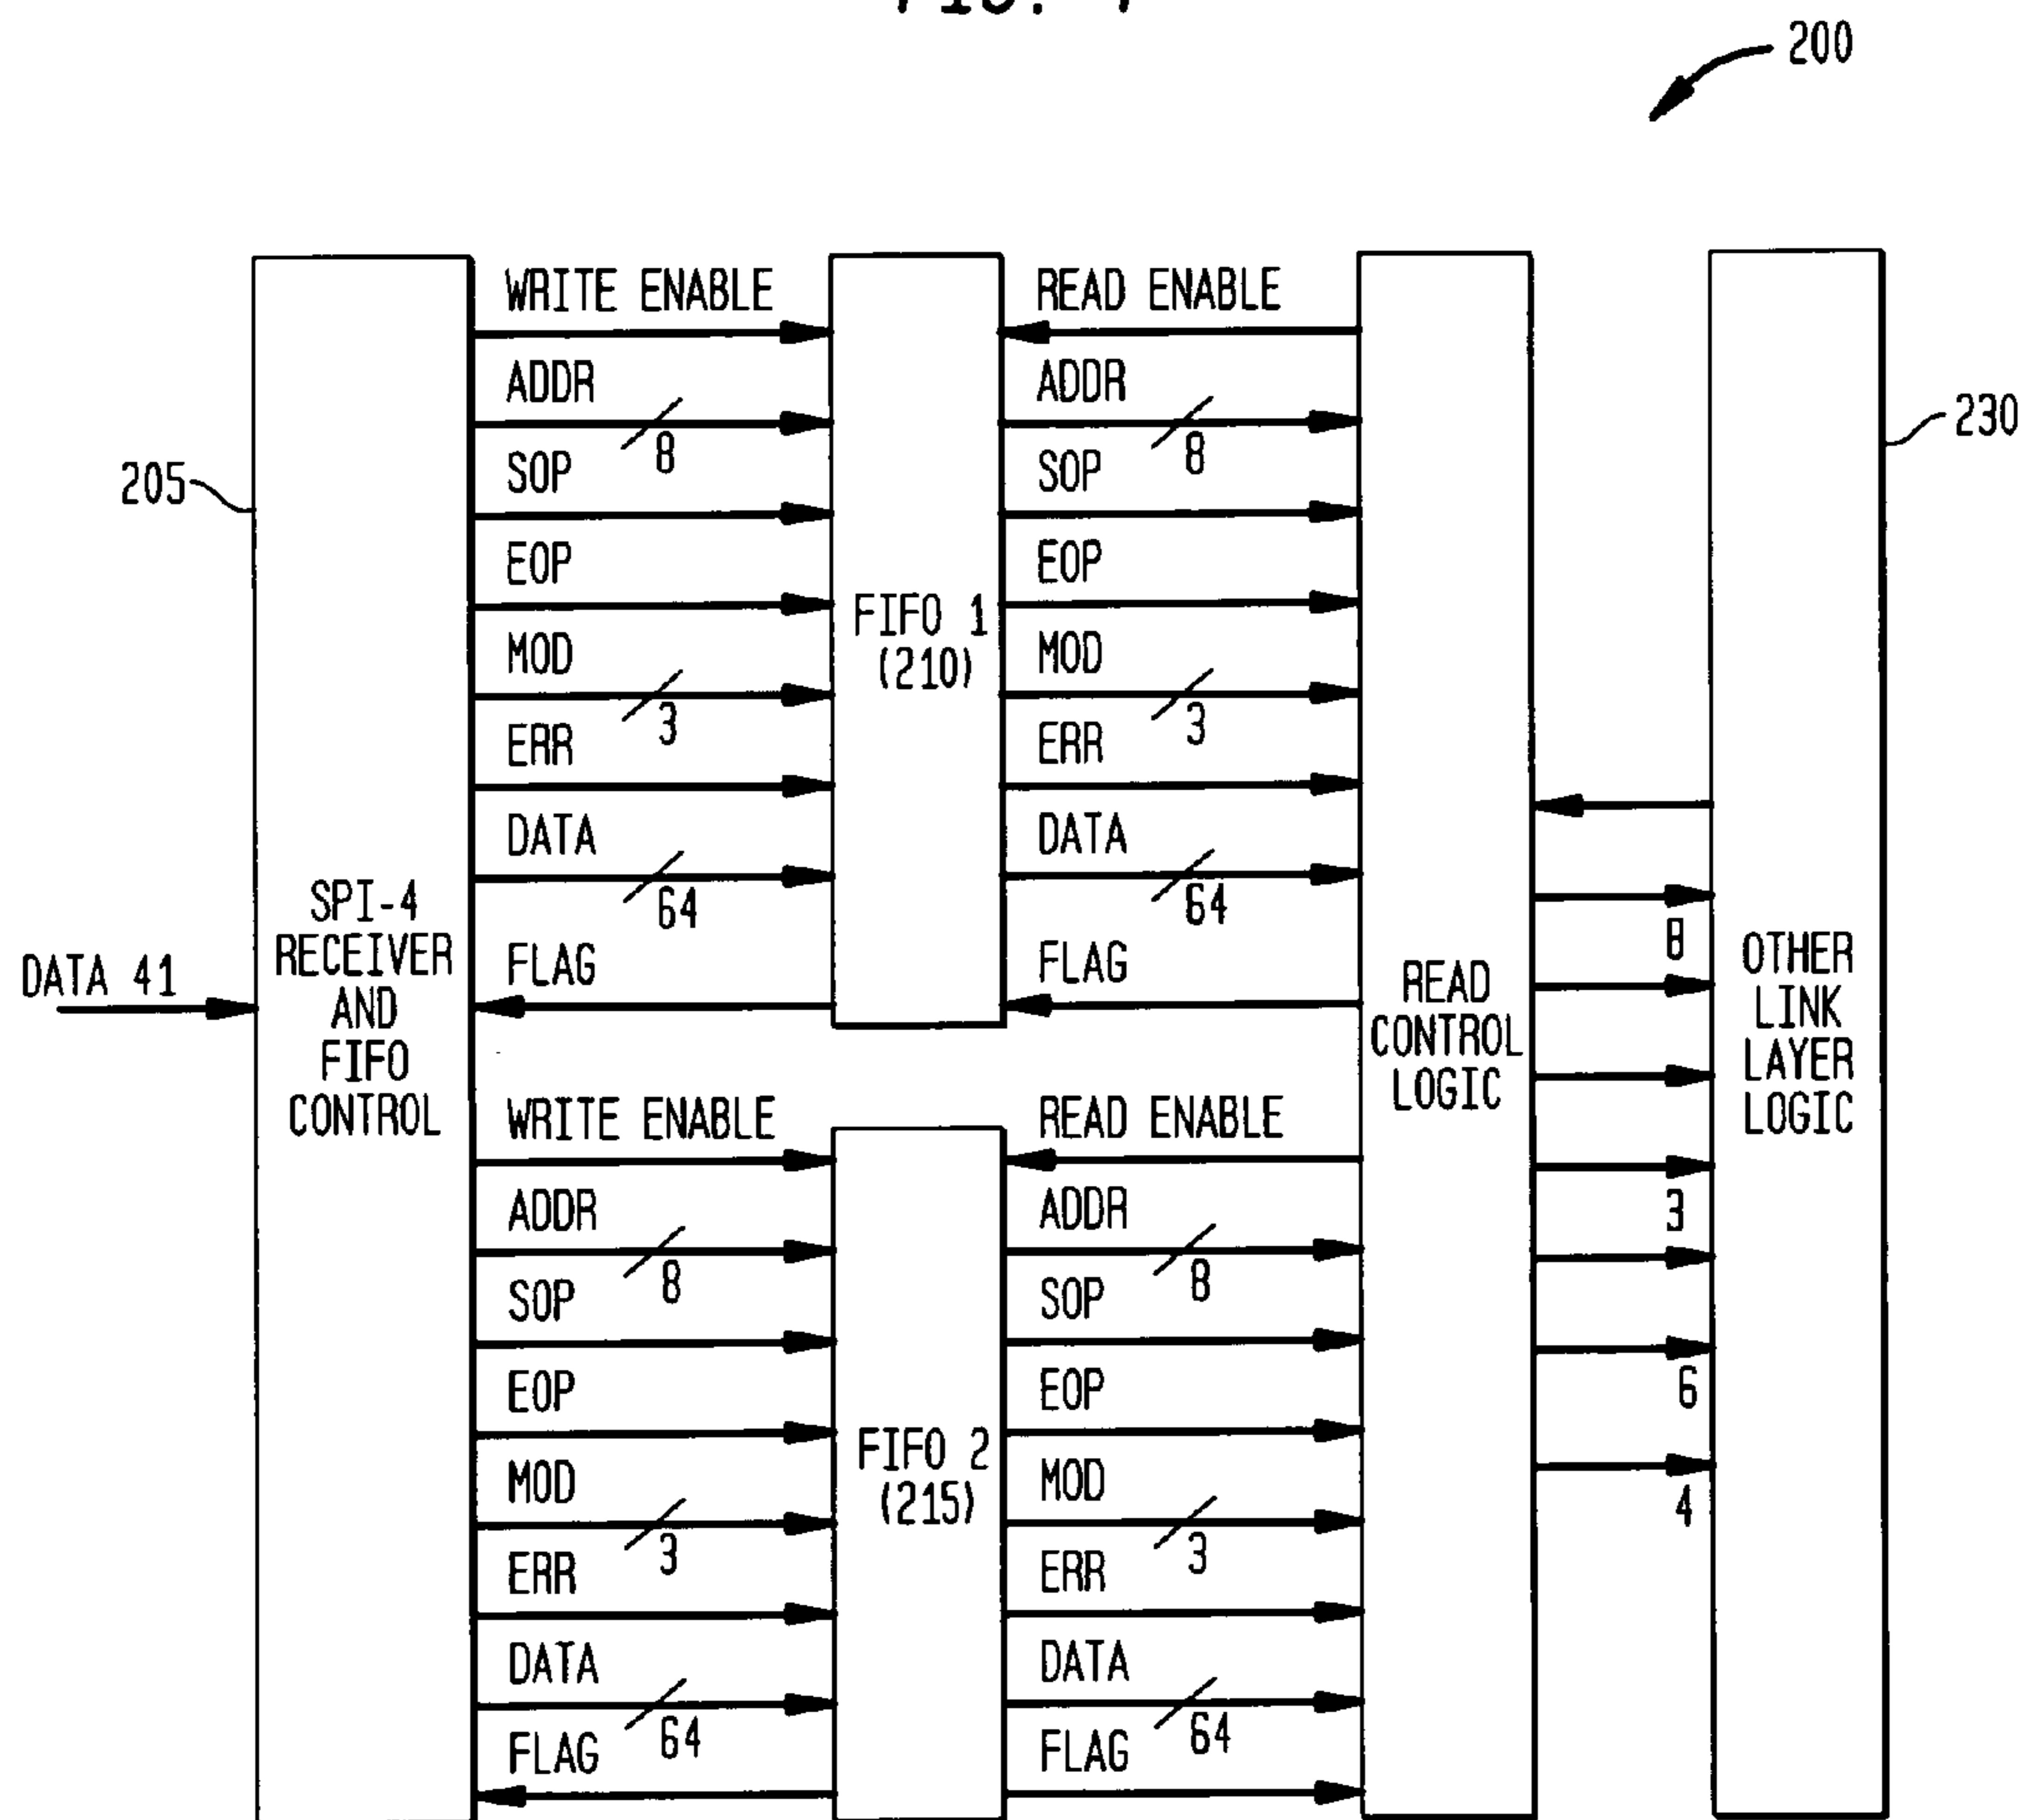 200
WRITE ENABLE
READ ENABLE
ADDR
ADDR
8
8
230
205
SOP
SOP
EOP
EOP
FIFO 1
(210)
MOD
MOD
3
3
ERR
ERR
DATA
DATA
64
64
FLAG
FLAG
DATA 41
SPI-4
RECEIVER
AND
FIFO
CONTROL
READ
CONTROL
LOGIC
8
3
6
4
OTHER
LINK
LAYER
LOGIC
WRITE ENABLE
READ ENABLE
ADDR
ADDR
8
8
SOP
SOP
EOP
EOP
FIFO 2
(215)
MOD
MOD
3
3
ERR
ERR
DATA
DATA
64
64
FLAG
FLAG